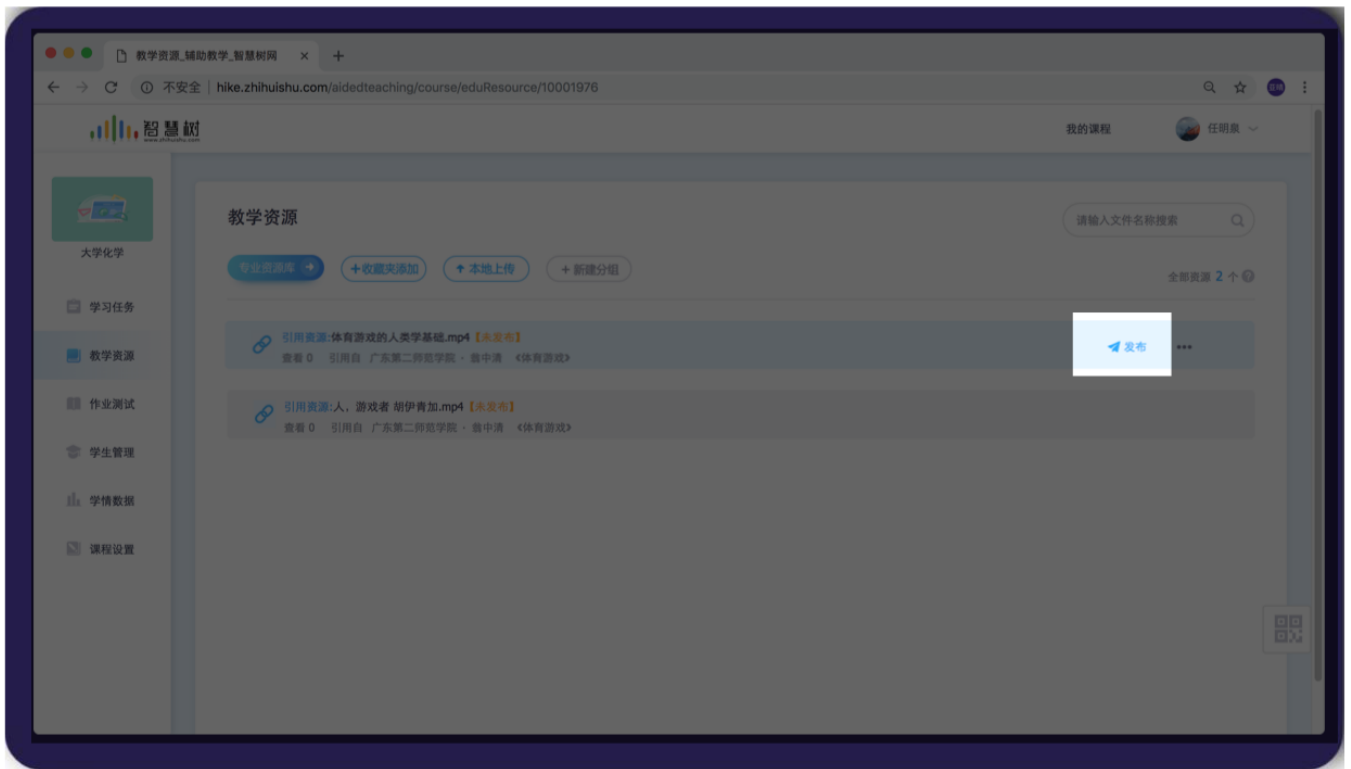 教学资源_辅助教学_智慧树网
不安全 | hike.zhihuishu.com/aidedteaching/course/eduResource/10001976
智慧树
www.zhihuishu.com
我的课程
任明泉
大学化学
学习任务
教学资源
作业测试
学生管理
学情数据
课程设置
教学资源
请输入文件名称搜索
专业资源库
+收藏夹添加
本地上传
+ 新建分组
全部资源 2 个
引用资源:体育游戏的人类学基础.mp4【未发布】
查看 0 引用自 广东第二师范学院 · 翁中清 《体育游戏》
发布
引用资源:人，游戏者 胡伊青加.mp4【未发布】
查看 0 引用自 广东第二师范学院 · 翁中清 《体育游戏》